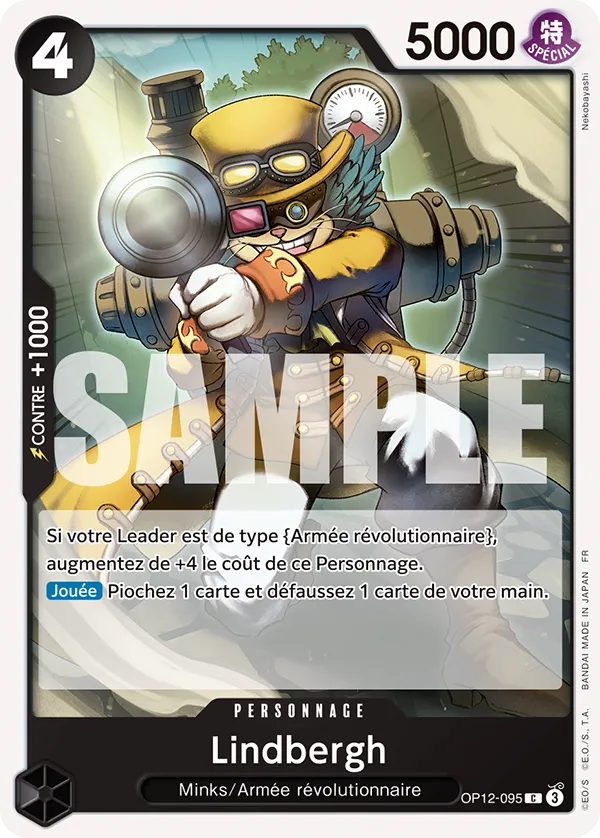 4
5000
特
SPÉCIAL
Nekobayashi
CONTRE +1000
SAMPLE
Si votre Leader est de type {Armée révolutionnaire},
augmentez de +4 le coût de ce Personnage.
Jouée Piochez 1 carte et défaussez 1 carte de votre main.
PERSONNAGE
Lindbergh
Minks/Armée révolutionnaire
OP12-095 C 3
©EO/S ©E.O./S., T.A. BANDAI MADE IN JAPAN FR